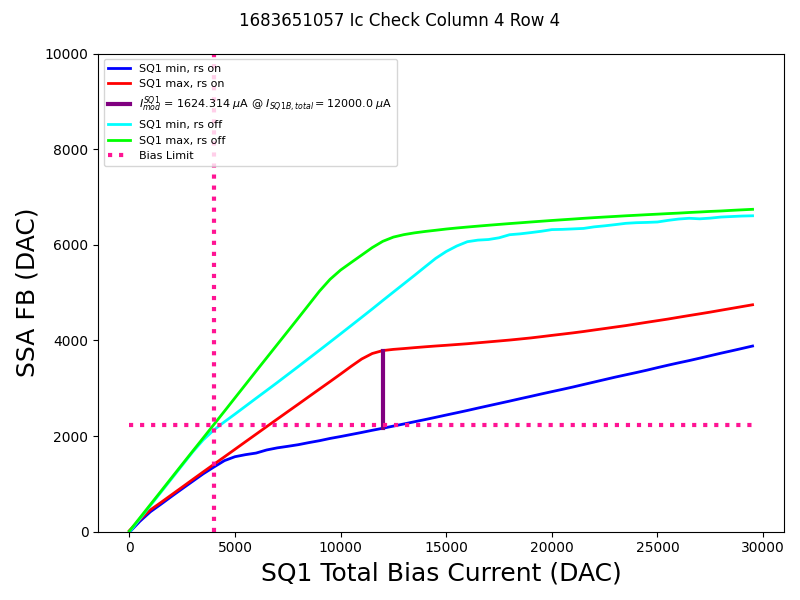 1683651057 Ic Check Column 4 Row 4
10000
8000
6000
4000
2000
0
SSA FB (DAC)
SQ1 min, rs on
SQ1 max, rs on
I_{mod}^{SQ1} = 1624.314 μA @ I_{SQ1B,total} = 12000.0 μA
SQ1 min, rs off
SQ1 max, rs off
Bias Limit
0 5000 10000 15000 20000 25000 30000
SQ1 Total Bias Current (DAC)